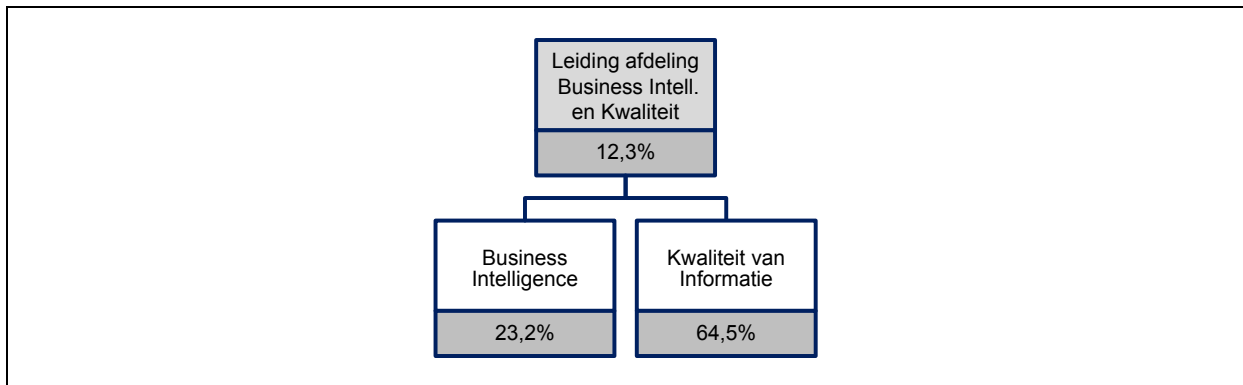 Leiding afdeling
Business Intell.
en Kwaliteit
12,3%
Business
Intelligence
23,2%
Kwaliteit van
Informatie
64,5%